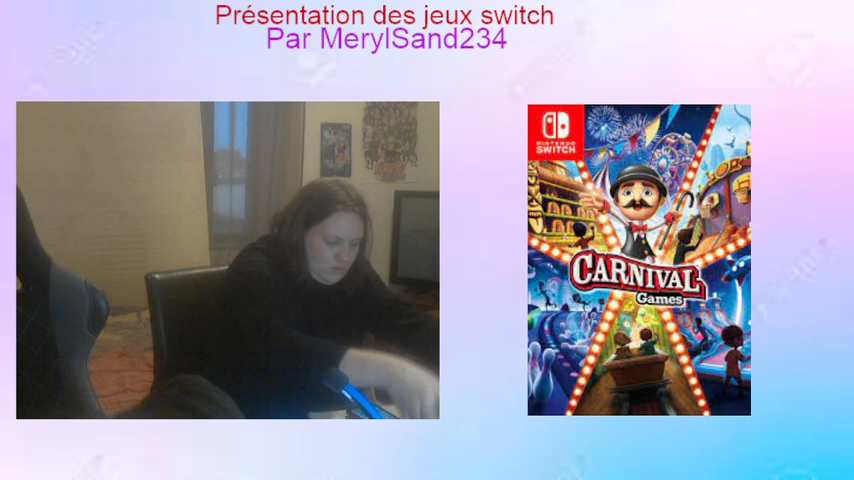 Présentation des jeux switch
Par MerylSand234
NINTENDO
SWITCH
CARNIVAL
Games